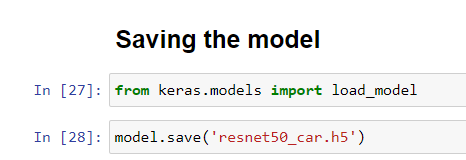 Saving the model
In [27]: from keras.models import load_model
In [28]: model.save('resnet50_car.h5')